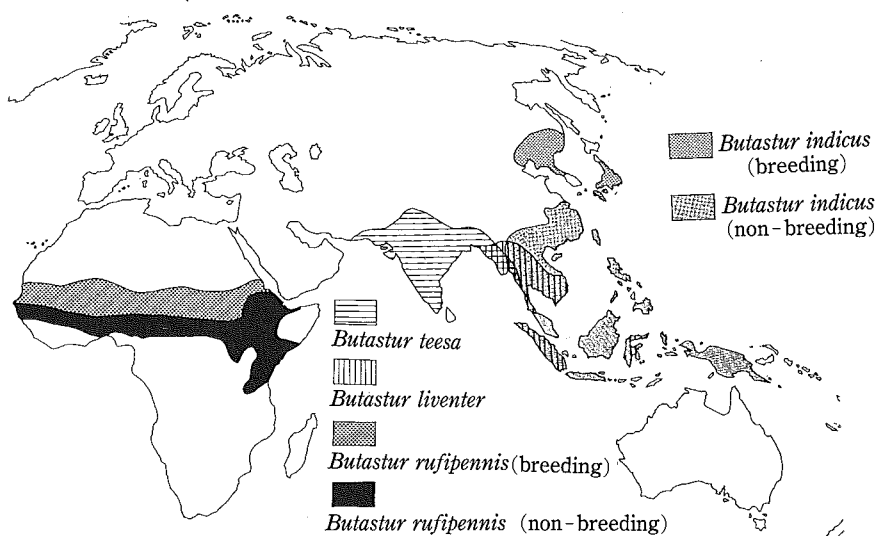 Butastur indicus
(breeding)
Butastur indicus
(non-breeding)
Butastur teesa
Butastur liventer
Butastur rufipennis (breeding)
Butastur rufipennis (non-breeding)